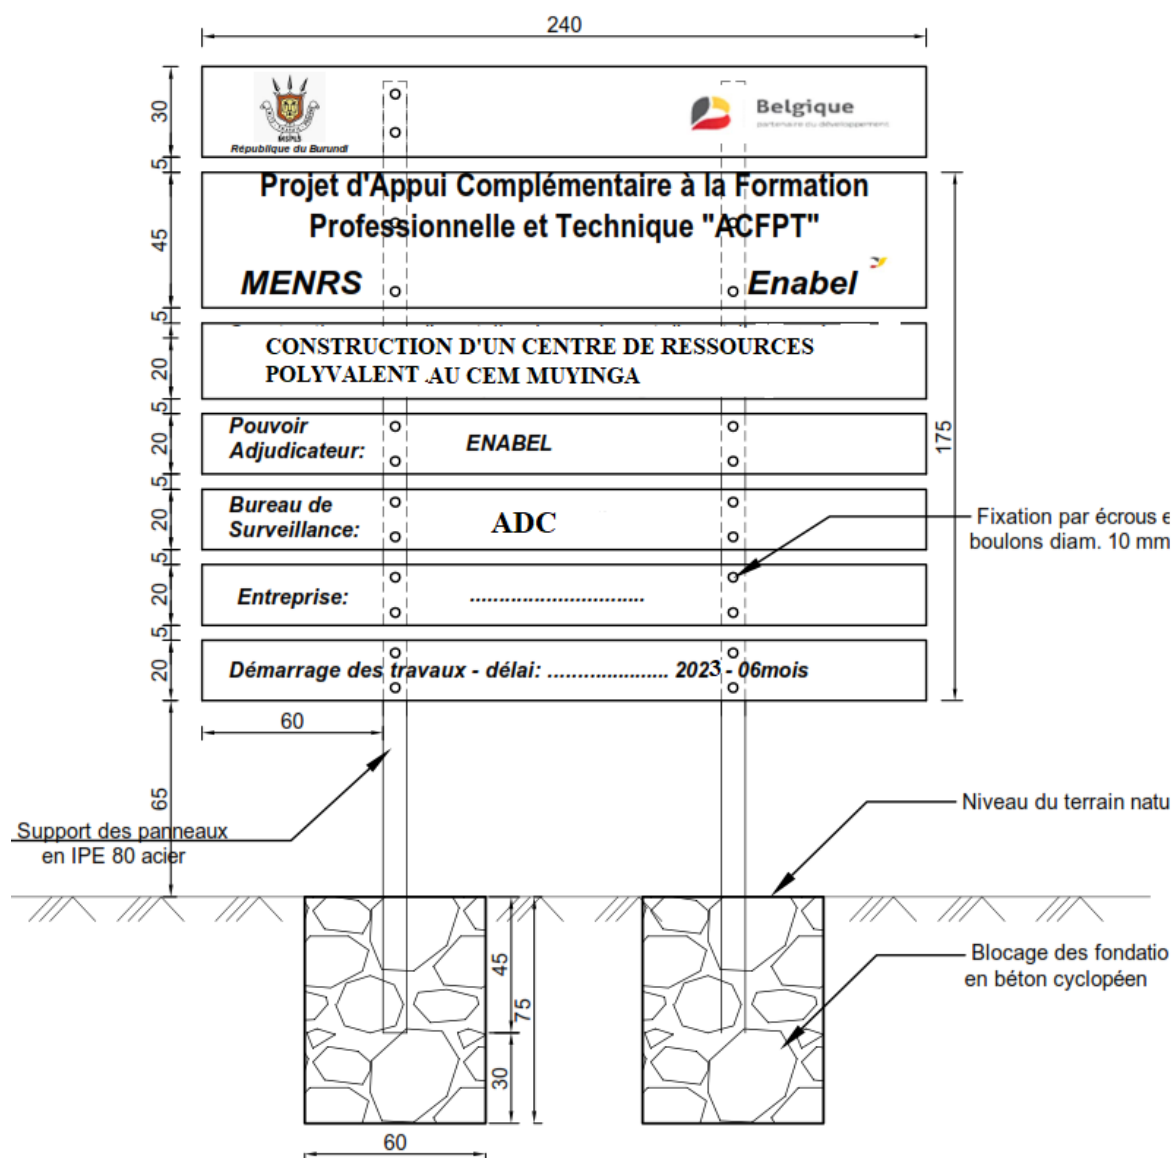 240
30
République du Burundi
Belgique
partenaire du développement
5
Projet d'Appui Complémentaire à la Formation
Professionnelle et Technique "ACFPT"
45
MENRS
Enabel
5
CONSTRUCTION D'UN CENTRE DE RESSOURCES
POLYVALENT AU CEM MUYINGA
20
5
Pouvoir
Adjudicateur:
ENABEL
20
175
5
Bureau de
Surveillance:
ADC
20
Fixation par écrous e
boulons diam. 10 mm
5
Entreprise:
..............................
20
5
Démarrage des travaux - délai: ..................... 2023 - 06mois
20
60
65
Support des panneaux
en IPE 80 acier
Niveau du terrain natu
45
75
Blocage des fondatio
en béton cyclopéen
30
60